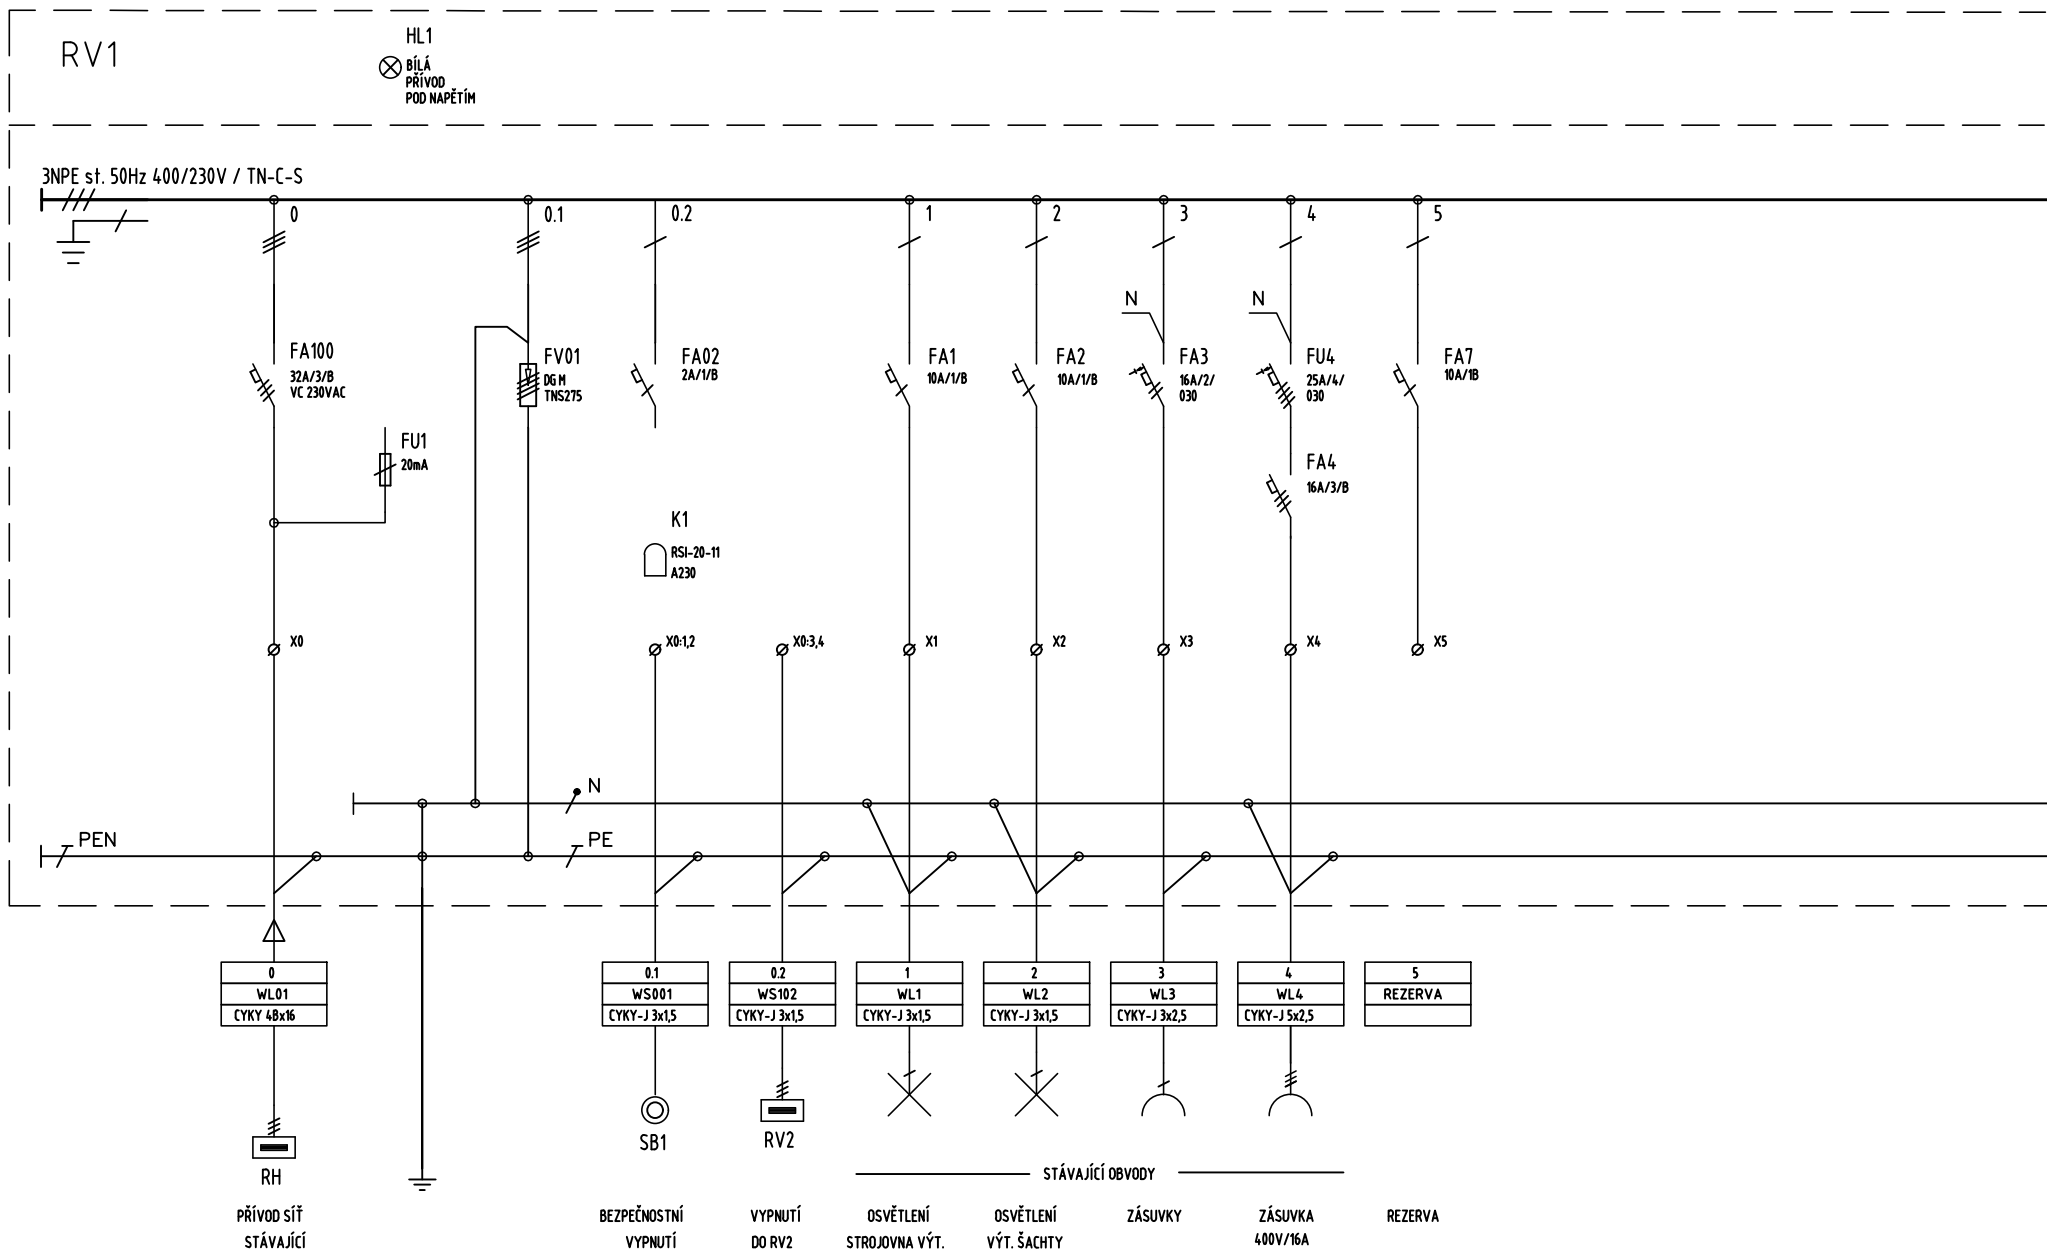 RV1
HL1
BÍLÁ
PŘÍVOD
POD NAPĚTÍM
3NPE st. 50Hz 400/230V / TN-C-S
0
0.1
0.2
1
2
3
4
5
N
N
FA100
32A/3/B
VC 230VAC
FV01
DG M
TNS275
FA02
2A/1/B
FA1
10A/1/B
FA2
10A/1/B
FA3
16A/2/
030
FU4
25A/4/
030
FA7
10A/1B
FU1
20mA
FA4
16A/3/B
K1
RSI-20-11
A230
X0
X0:1,2
X0:3,4
X1
X2
X3
X4
X5
N
PEN
PE
0
WL01
CYKY 4Bx16
0.1
WS001
CYKY-J 3x1,5
0.2
WS102
CYKY-J 3x1,5
1
WL1
CYKY-J 3x1,5
2
WL2
CYKY-J 3x1,5
3
WL3
CYKY-J 3x2,5
4
WL4
CYKY-J 5x2,5
5
REZERVA
RH
SB1
RV2
STÁVAJÍCÍ OBVODY
PŘÍVOD SÍŤ
STÁVAJÍCÍ
BEZPEČNOSTNÍ
VYPNUTÍ
VYPNUTÍ
DO RV2
OSVĚTLENÍ
STROJOVNA VÝT.
OSVĚTLENÍ
VÝT. ŠACHTY
ZÁSUVKY
ZÁSUVKA
400V/16A
REZERVA